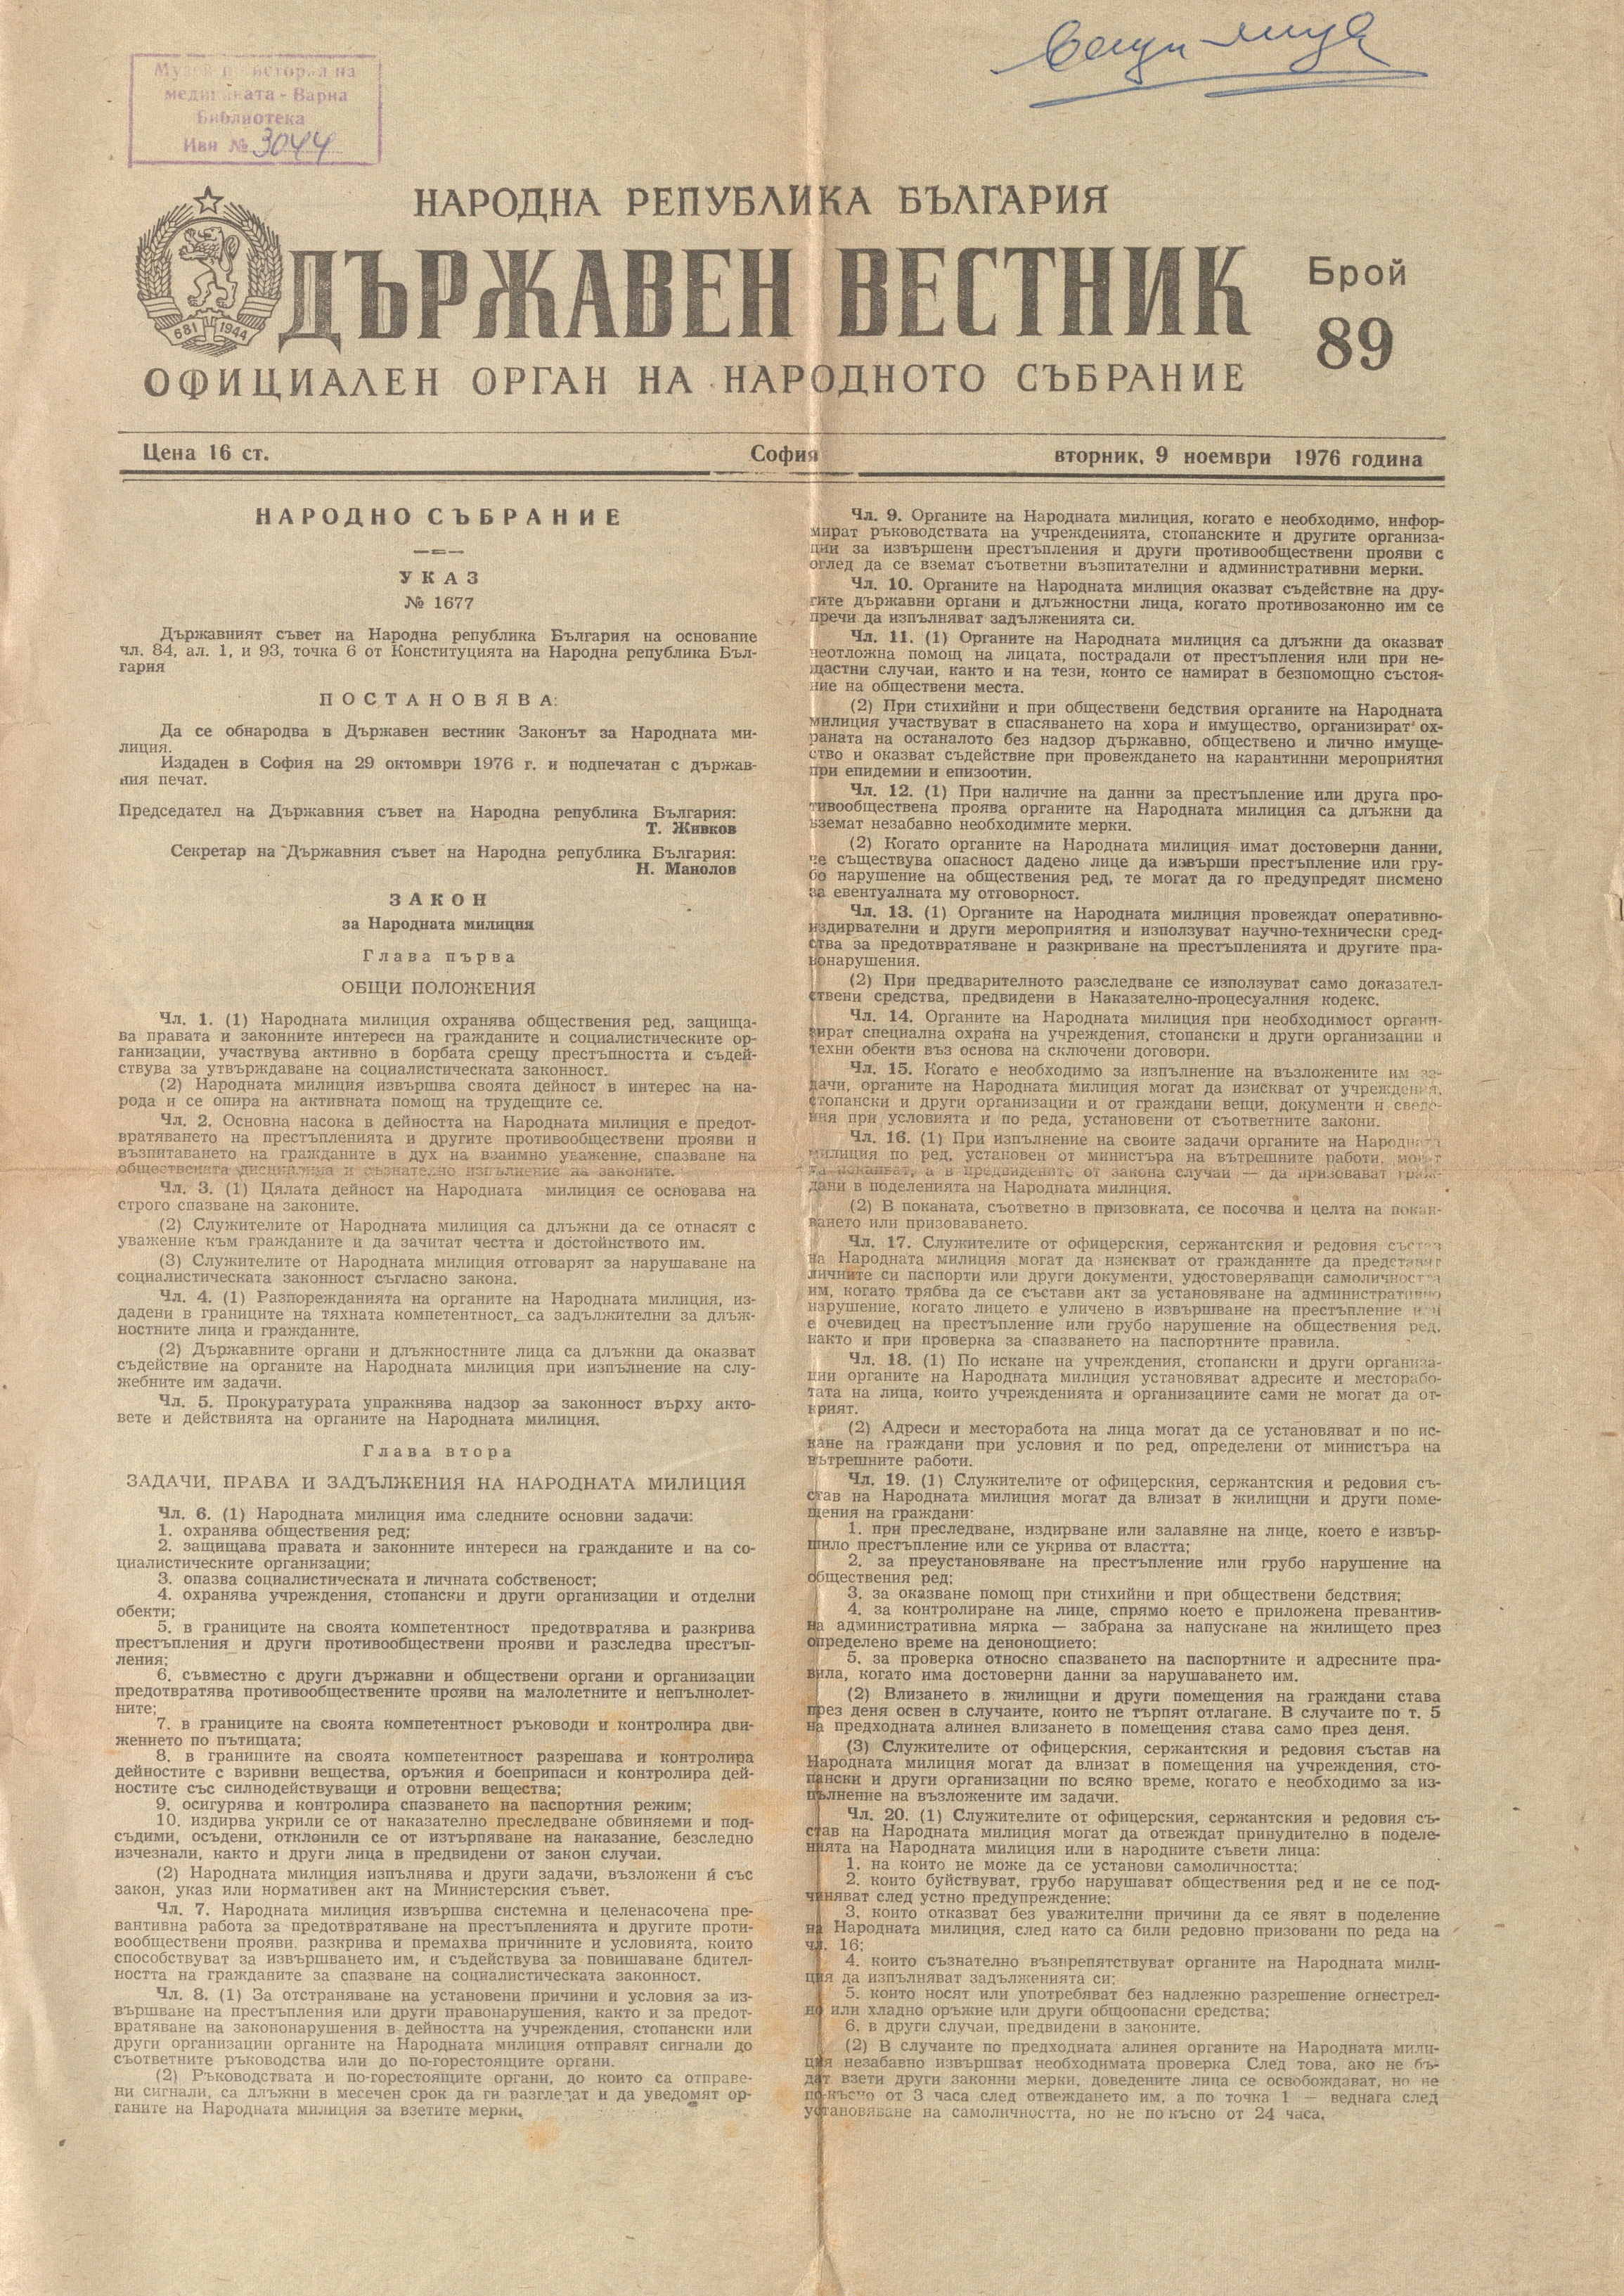 Музей по история на
медицината - Варна
Библиотека
Инв № 3044
НАРОДНА РЕПУБЛИКА БЪЛГАРИЯ
ДЪРЖАВЕН ВЕСТНИК
Брой
89
681 1944
ОФИЦИАЛЕН ОРГАН НА НАРОДНОТО СЪБРАНИЕ
Цена 16 ст.
София
вторник, 9 ноември 1976 година
НАРОДНО СЪБРАНИЕ
УКАЗ
№ 1677
Държавният съвет на Народна република България на основание
чл. 84, ал. 1, и 93, точка 6 от Конституцията на Народна република Бъл-
гария
ПОСТАНОВЯВА:
Да се обнародва в Държавен вестник Законът за Народната ми-
лиция.
Издаден в София на 29 октомври 1976 г. и подпечатан с държав-
ния печат.
Председател на Държавния съвет на Народна република България:
Т. Живков
Секретар на Държавния съвет на Народна република България:
Н. Манолов
ЗАКОН
за Народната милиция
Глава първа
ОБЩИ ПОЛОЖЕНИЯ
Чл. 1. (1) Народната милиция охранява обществения ред, защища-
ва правата и законните интереси на гражданите и социалистическите ор-
ганизации, участвува активно в борбата срещу престъпността и съдей-
ствува за утвърждаване на социалистическата законност.
(2) Народната милиция извършва своята дейност в интерес на на-
рода и се опира на активната помощ на трудещите се.
Чл. 2. Основна насока в дейността на Народната милиция е предот-
вратяването на престъпленията и другите противообществени прояви и
възпитаването на гражданите в дух на взаимно уважение, спазване на
обществената дисциплина и съзнателно изпълнение на законите.
Чл. 3. (1) Цялата дейност на Народната милиция се основава на
строго спазване на законите.
(2) Служителите от Народната милиция са длъжни да се отнасят с
уважение към гражданите и да зачитат честта и достойнството им.
(3) Служителите от Народната милиция отговарят за нарушаване на
социалистическата законност съгласно закона.
Чл. 4. (1) Разпорежданията на органите на Народната милиция, из-
дадени в границите на тяхната компетентност, са задължителни за длъж-
ностните лица и гражданите.
(2) Държавните органи и длъжностните лица са длъжни да оказват
съдействие на органите на Народната милиция при изпълнение на слу-
жебните им задачи.
Чл. 5. Прокуратурата упражнява надзор за законност върху акто-
вете и действията на органите на Народната милиция.
Глава втора
ЗАДАЧИ, ПРАВА И ЗАДЪЛЖЕНИЯ НА НАРОДНАТА МИЛИЦИЯ
Чл. 6. (1) Народната милиция има следните основни задачи:
1. охранява обществения ред;
2. защищава правата и законните интереси на гражданите и на со-
циалистическите организации;
3. опазва социалистическата и личната собственост;
4. охранява учреждения, стопански и други организации и отделни
обекти;
5. в границите на своята компетентност предотвратява и разкрива
престъпления и други противообществени прояви и разследва престъп-
ления;
6. съвместно с други държавни и обществени органи и организации
предотвратява противообществените прояви на малолетните и непълнолет-
ните;
7. в границите на своята компетентност ръководи и контролира дви-
жението по пътищата;
8. в границите на своята компетентност разрешава и контролира
дейностите с взривни вещества, оръжия и боеприпаси и контролира дей-
ностите със силнодействуващи и отровни вещества;
9. осигурява и контролира спазването на паспортния режим;
10. издирва укрили се от наказателно преследване обвиняеми и под-
съдими, осъдени, отклонили се от изтърпяване на наказание, безследно
изчезнали, както и други лица в предвидени от закон случаи.
(2) Народната милиция изпълнява и други задачи, възложени ѝ със
закон, указ или нормативен акт на Министерския съвет.
Чл. 7. Народната милиция извършва системна и целенасочена пре-
вантивна работа за предотвратяване на престъпленията и другите проти-
вообществени прояви, разкрива и премахва причините и условията, които
способствуват за извършването им, и съдействува за повишаване бдител-
ността на гражданите за спазване на социалистическата законност.
Чл. 8. (1) За отстраняване на установени причини и условия за из-
вършване на престъпления или други правонарушения, както и за предот-
вратяване на закононарушения в дейността на учреждения, стопански или
други организации органите на Народната милиция отправят сигнали до
съответните ръководства или до по-горестоящите органи.
(2) Ръководствата и по-горестоящите органи, до които са отправе-
ни сигнали, са длъжни в месечен срок да ги разгледат и да уведомят ор-
ганите на Народната милиция за взетите мерки.
Чл. 9. Органите на Народната милиция, когато е необходимо, инфор-
мират ръководствата на учрежденията, стопанските и другите организа-
ции за извършени престъпления и други противообществени прояви с
оглед да се вземат съответни възпитателни и административни мерки.
Чл. 10. Органите на Народната милиция оказват съдействие на дру-
гите държавни органи и длъжностни лица, когато противозаконно им се
пречи да изпълняват задълженията си.
Чл. 11. (1) Органите на Народната милиция са длъжни да оказват
неотложна помощ на лицата, пострадали от престъпления или при не-
щастни случаи, както и на тези, които се намират в безпомощно състоя-
ние на обществени места.
(2) При стихийни и при обществени бедствия органите на Народната
милиция участвуват в спасяването на хора и имущество, организират ох-
раната на останалото без надзор държавно, обществено и лично имуще-
ство и оказват съдействие при провеждането на карантинни мероприятия
при епидемии и епизоотии.
Чл. 12. (1) При наличие на данни за престъпление или друга про-
тивообществена проява органите на Народната милиция са длъжни да
вземат незабавно необходимите мерки.
(2) Когато органите на Народната милиция имат достоверни данни,
че съществува опасност дадено лице да извърши престъпление или гру-
бо нарушение на обществения ред, те могат да го предупредят писмено
за евентуалната му отговорност.
Чл. 13. (1) Органите на Народната милиция провеждат оперативно-
издирвателни и други мероприятия и използуват научно-технически сред-
ства за предотвратяване и разкриване на престъпленията и другите пра-
вонарушения.
(2) При предварителното разследване се използуват само доказател-
ствени средства, предвидени в Наказателно-процесуалния кодекс.
Чл. 14. Органите на Народната милиция при необходимост органи-
зират специална охрана на учреждения, стопански и други организации и
техни обекти въз основа на сключени договори.
Чл. 15. Когато е необходимо за изпълнение на възложените им за-
дачи, органите на Народната милиция могат да изискват от учреждения,
стопански и други организации и от граждани вещи, документи и сведе-
ния при условията и по реда, установени от съответните закони.
Чл. 16. (1) При изпълнение на своите задачи органите на Народната
милиция по ред, установен от министъра на вътрешните работи, могат
да поканват, а в предвидените от закона случаи — да призовават граж-
дани в поделенията на Народната милиция.
(2) В поканата, съответно в призовката, се посочва и целта на покан-
ването или призоваването.
Чл. 17. Служителите от офицерския, сержантския и редовия състав
на Народната милиция могат да изискват от гражданите да представят
личните си паспорти или други документи, удостоверяващи самоличността
им, когато трябва да се състави акт за установяване на административно
нарушение, когато лицето е уличено в извършване на престъпление или
е очевидец на престъпление или грубо нарушение на обществения ред,
както и при проверка за спазването на паспортните правила.
Чл. 18. (1) По искане на учреждения, стопански и други организа-
ции органите на Народната милиция установяват адресите и месторабо-
тата на лица, които учрежденията и организациите сами не могат да от-
крият.
(2) Адреси и месторабота на лица могат да се установяват и по ис-
кане на граждани при условия и по ред, определени от министъра на
вътрешните работи.
Чл. 19. (1) Служителите от офицерския, сержантския и редовия със-
став на Народната милиция могат да влизат в жилищни и други поме-
щения на граждани:
1. при преследване, издирване или залавяне на лице, което е извър-
шило престъпление или се укрива от властта;
2. за преустановяване на престъпление или грубо нарушение на
обществения ред;
3. за оказване помощ при стихийни и при обществени бедствия;
4. за контролиране на лице, спрямо което е приложена превантив-
на административна мярка — забрана за напускане на жилището през
определено време на денонощието;
5. за проверка относно спазването на паспортните и адресните пра-
вила, когато има достоверни данни за нарушаването им.
(2) Влизането в жилищни и други помещения на граждани става
през деня освен в случаите, които не търпят отлагане. В случаите по т. 5
на предходната алинея влизането в помещения става само през деня.
(3) Служителите от офицерския, сержантския и редовия състав на
Народната милиция могат да влизат в помещения на учреждения, сто-
пански и други организации по всяко време, когато е необходимо за из-
пълнение на възложените им задачи.
Чл. 20. (1) Служителите от офицерския, сержантския и редовия съ-
став на Народната милиция могат да отвеждат принудително в поделе-
нията на Народната милиция или в народните съвети лица:
1. на които не може да се установи самоличността;
2. които буйствуват, грубо нарушават обществения ред и не се под-
чиняват след устно предупреждение;
3. които отказват без уважителни причини да се явят в поделение
на Народната милиция, след като са били редовно призовани по реда на
чл. 16;
4. които съзнателно възпрепятствуват органите на Народната мили-
ция да изпълняват задълженията си;
5. които носят или употребяват без надлежно разрешение огнестрел-
но или хладно оръжие или други общоопасни средства;
6. в други случаи, предвидени в законите.
(2) В случаите по предходната алинея органите на Народната мили-
ция незабавно извършват необходимата проверка След това, ако не бъ-
дат взети други законни мерки, доведените лица се освобождават, но не
по-късно от 3 часа след отвеждането им, а по точка 1 — веднага след
установяване на самоличността, но не по късно от 24 часа.